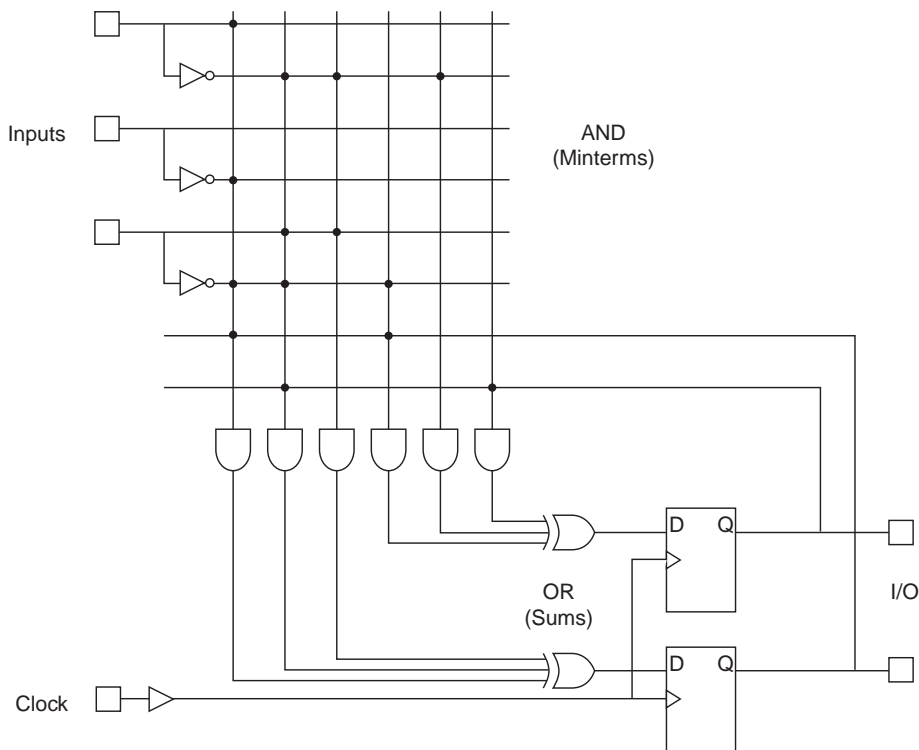 Inputs
AND
(Minterms)
D Q
OR
(Sums)
I/O
D Q
Clock